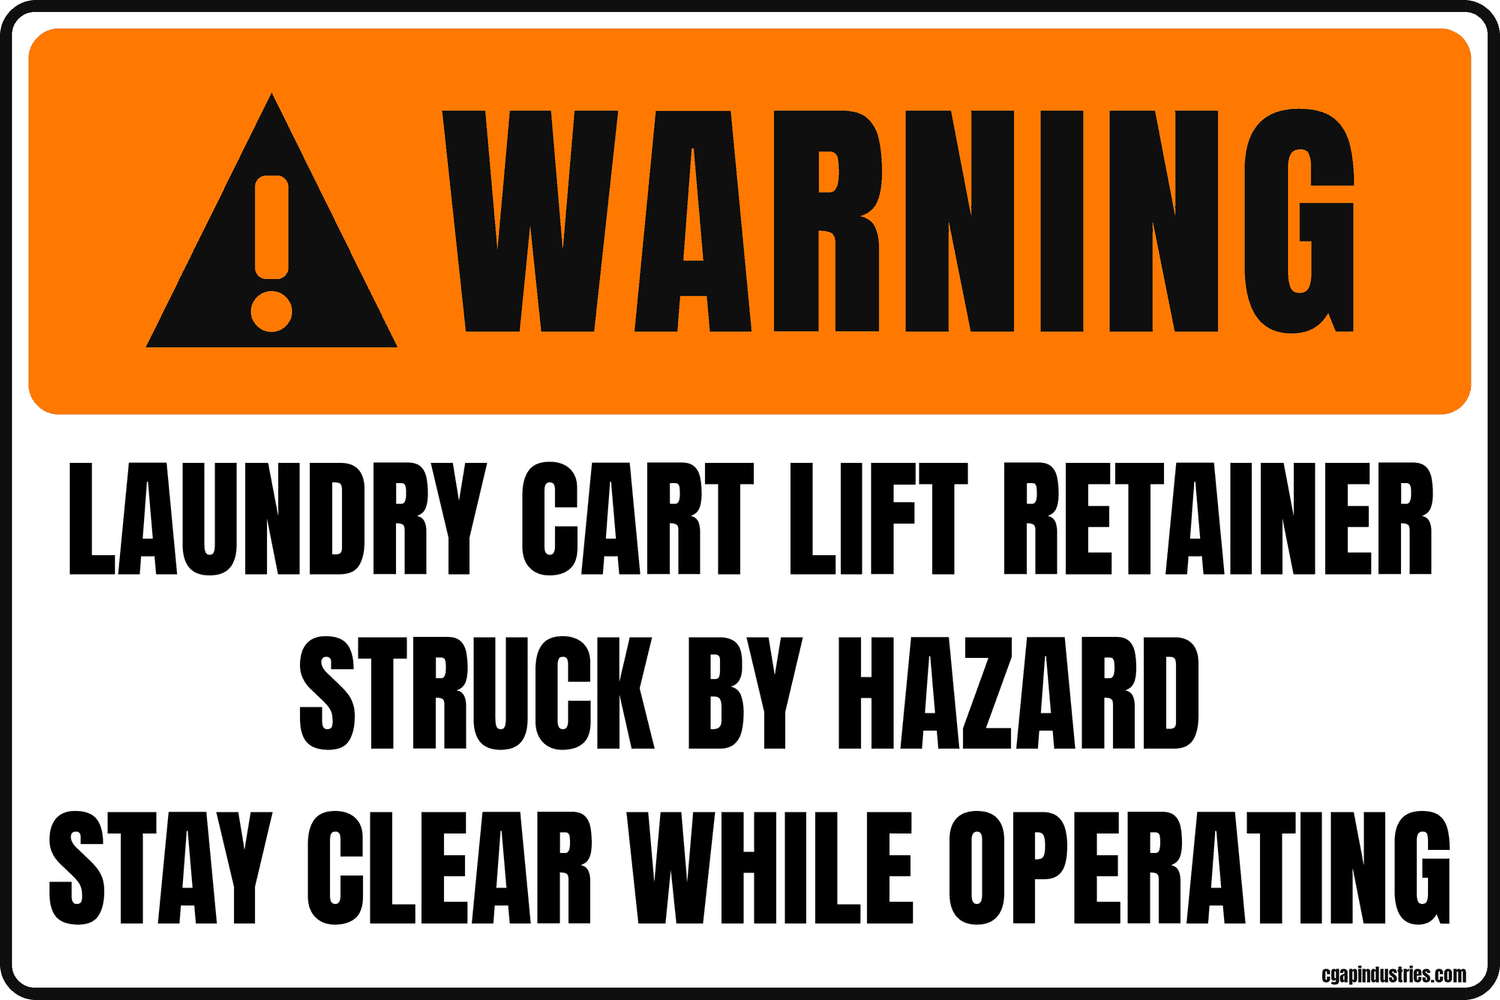 WARNING
LAUNDRY CART LIFT RETAINER
STRUCK BY HAZARD
STAY CLEAR WHILE OPERATING
cgapindustries.com